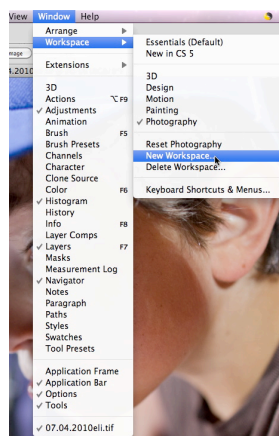 View Window Help
Arrange
Workspace
Extensions
3D
Actions ⌥F9
✓ Adjustments
Animation
Brush F5
Brush Presets
Channels
Character
Clone Source
Color F6
✓ Histogram
History
Info F8
Layer Comps
✓ Layers F7
Masks
Measurement Log
✓ Navigator
Notes
Paragraph
Paths
Styles
Swatches
Tool Presets
Application Frame
✓ Application Bar
✓ Options
✓ Tools
✓ 07.04.2010eli.tif
Essentials (Default)
New in CS 5
3D
Design
Motion
Painting
✓ Photography
Reset Photography
New Workspace...
Delete Workspace...
Keyboard Shortcuts & Menus...
mage
4.2010